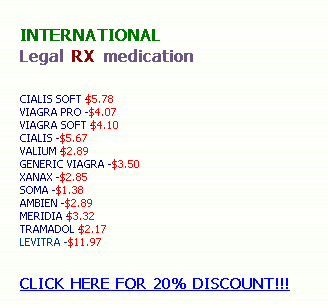 INTERNATIONAL
Legal RX medication
CIALIS SOFT $5.78
VIAGRA PRO -$4.07
VIAGRA SOFT $4.10
CIALIS -$5.67
VALIUM $2.89
GENERIC VIAGRA -$3.50
XANAX -$2.85
SOMA -$1.38
AMBIEN -$2.89
MERIDIA $3.32
TRAMADOL $2.17
LEVITRA -$11.97
CLICK HERE FOR 20% DISCOUNT!!!